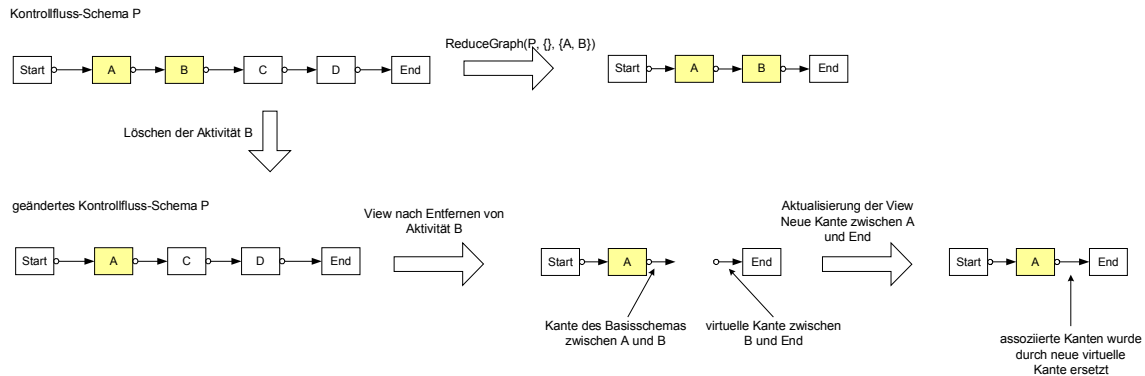 Kontrollfluss-Schema P
ReduceGraph(P, {}, {A, B})
Start A B C D End
Start A B End
Löschen der Aktivität B
geändertes Kontrollfluss-Schema P
View nach Entfernen von
Aktivität B
Aktualisierung der View
Neue Kante zwischen A
und End
Start A C D End
Start A End
Start A End
Kante des Basisschemas
zwischen A und B
virtuelle Kante zwischen
B und End
assoziierte Kanten wurde
durch neue virtuelle
Kante ersetzt